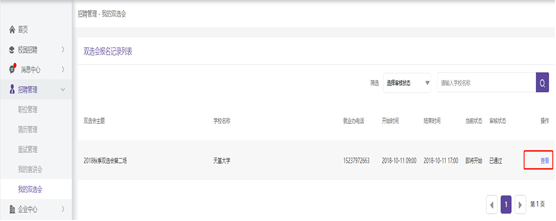 招聘管理 - 我的双选会
首页
校园招聘
消息中心
招聘管理
职位管理
简历管理
面试管理
我的宣讲会
我的双选会
企业中心
双选会报名记录列表
筛选 选择审核状态 请输入学校名称
双选会主题 学校名称 就业办电话 开始时间 结束时间 当前状态 审核状态 操作
2018秋季双选会第二场 天基大学 15237972663 2018-10-11 09:00 2018-10-11 17:00 即将开始 已通过 查看
1 第1页